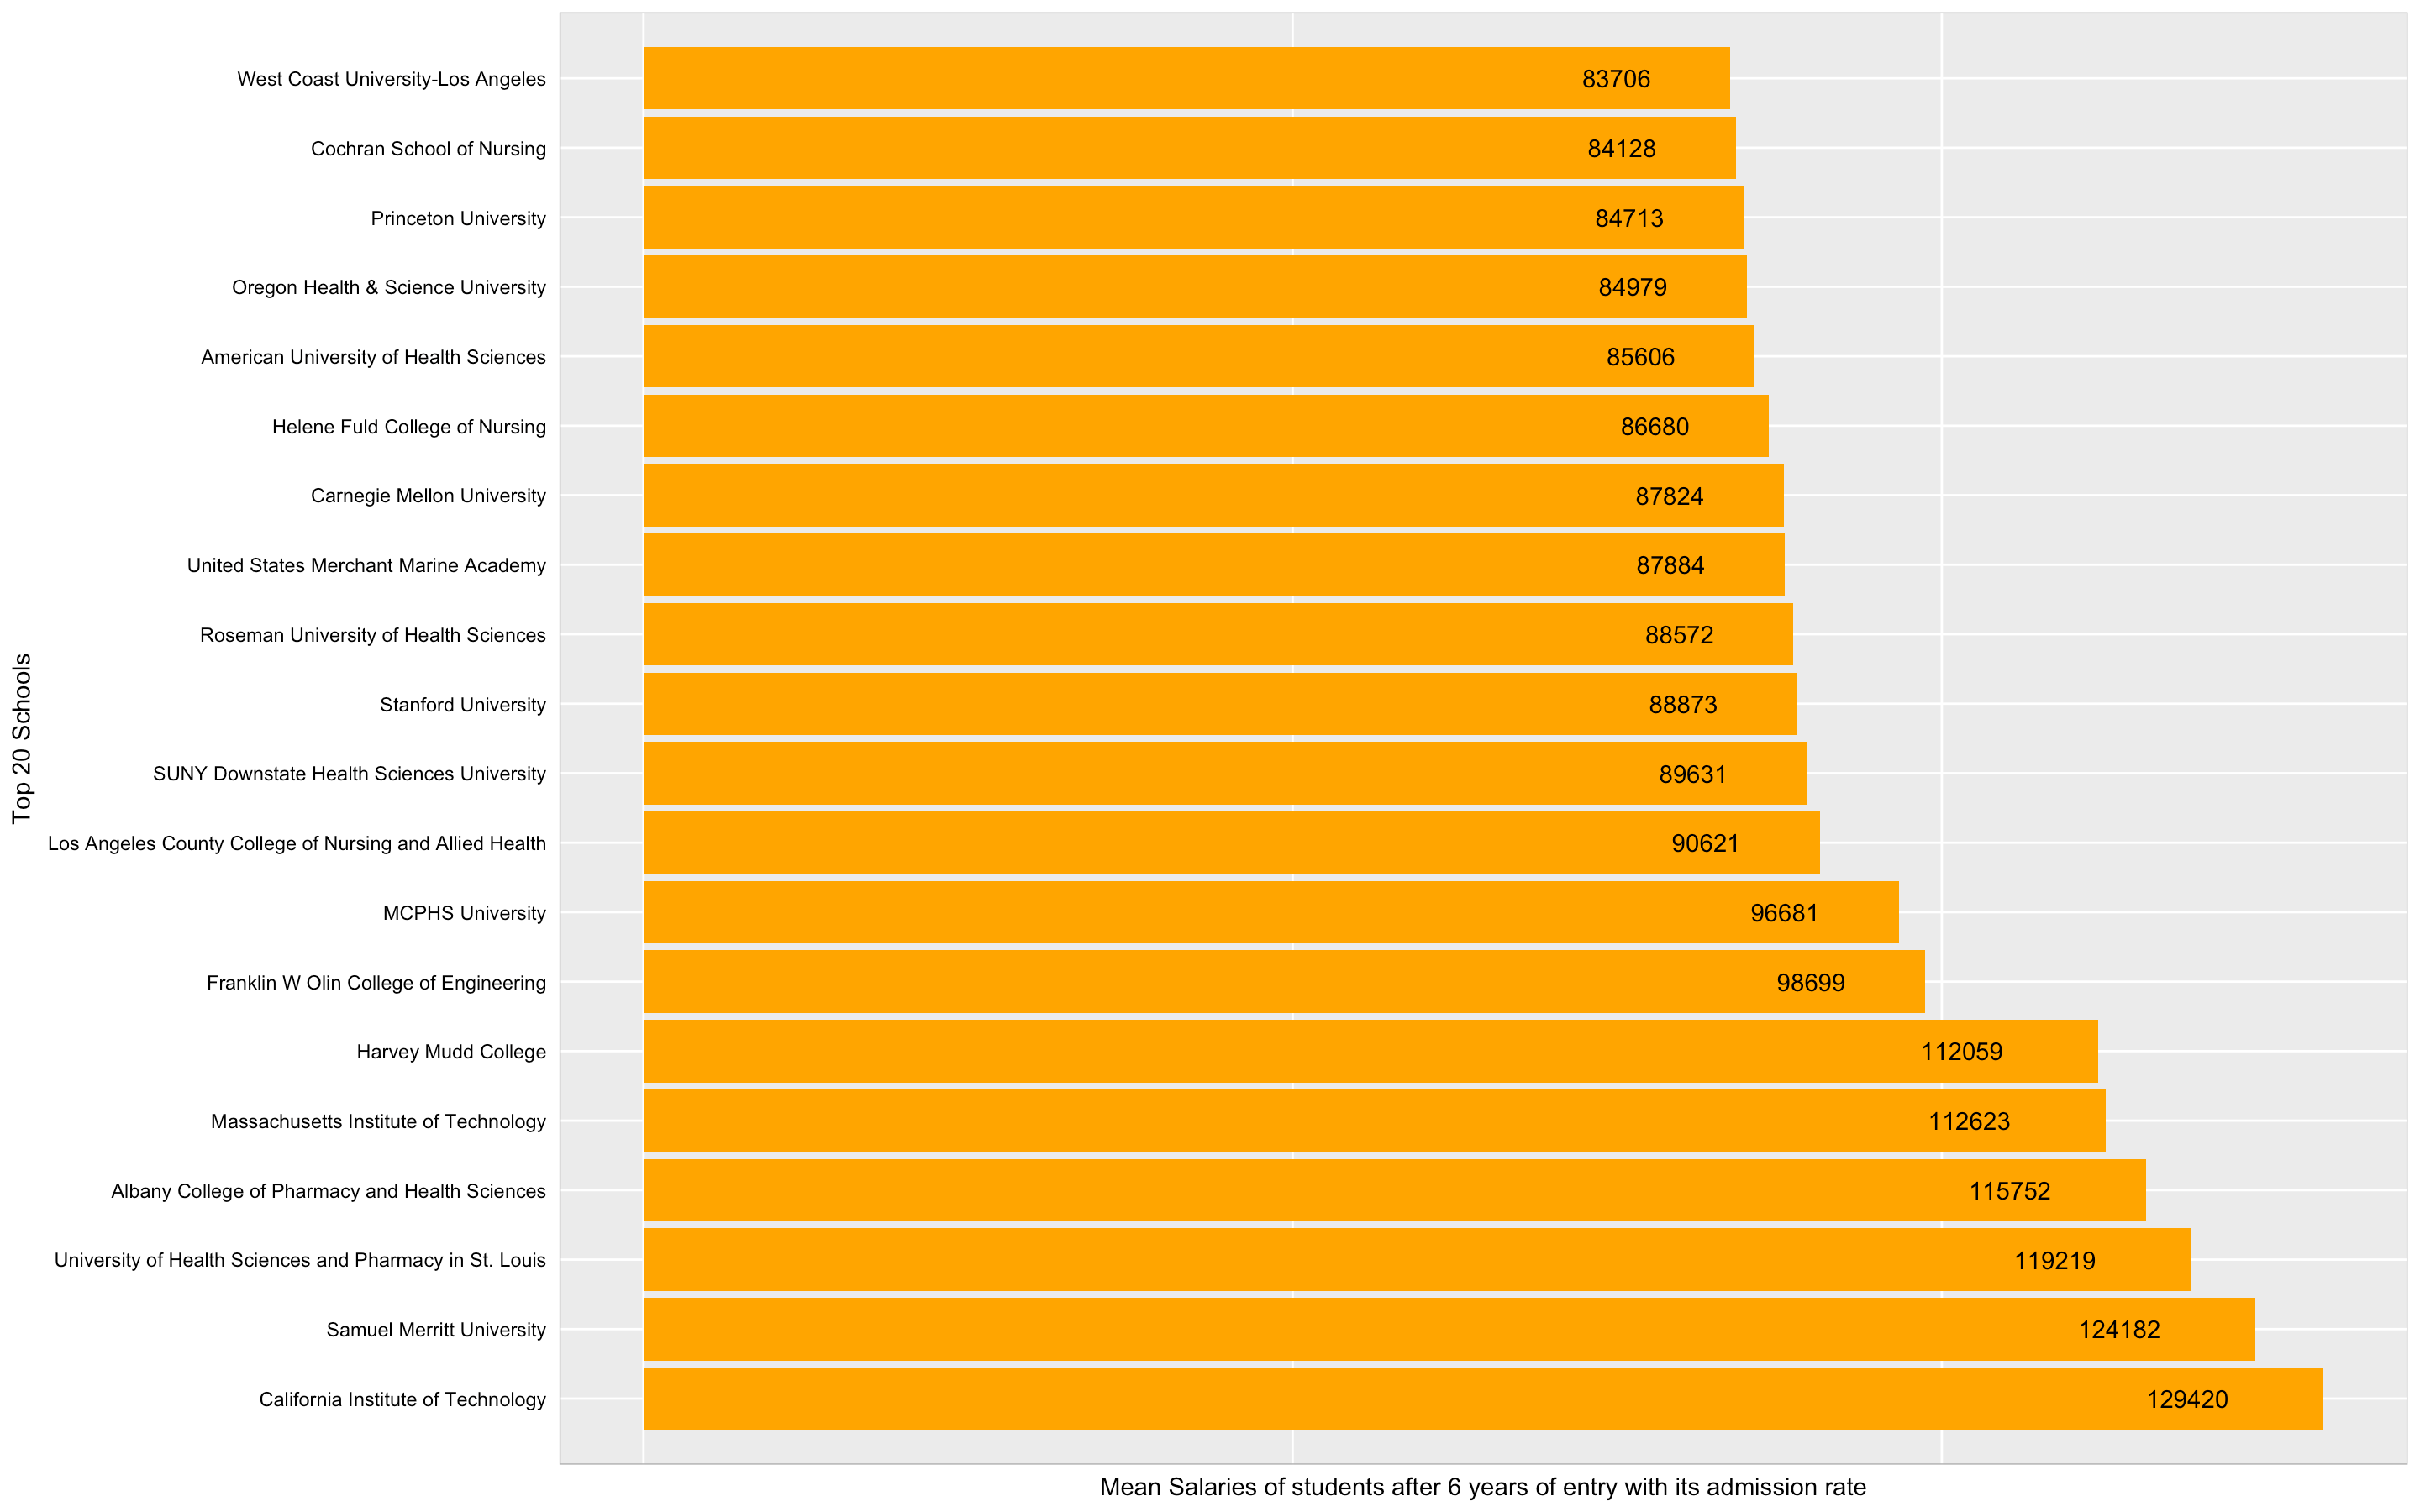 Top 20 Schools
West Coast University-Los Angeles 83706
Cochran School of Nursing 84128
Princeton University 84713
Oregon Health & Science University 84979
American University of Health Sciences 85606
Helene Fuld College of Nursing 86680
Carnegie Mellon University 87824
United States Merchant Marine Academy 87884
Roseman University of Health Sciences 88572
Stanford University 88873
SUNY Downstate Health Sciences University 89631
Los Angeles County College of Nursing and Allied Health 90621
MCPHS University 96681
Franklin W Olin College of Engineering 98699
Harvey Mudd College 112059
Massachusetts Institute of Technology 112623
Albany College of Pharmacy and Health Sciences 115752
University of Health Sciences and Pharmacy in St. Louis 119219
Samuel Merritt University 124182
California Institute of Technology 129420
Mean Salaries of students after 6 years of entry with its admission rate